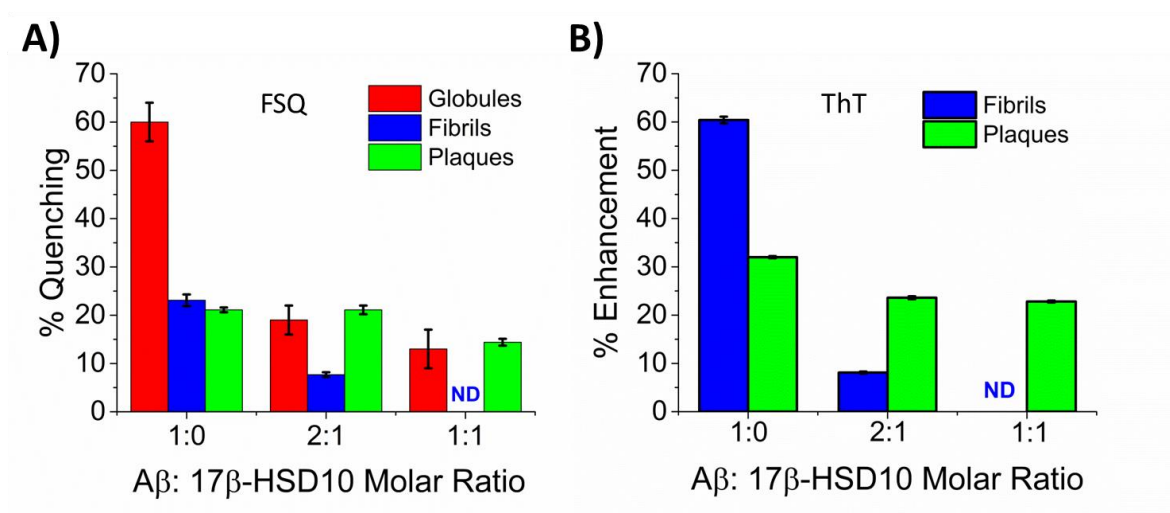 A)
70
60
50
40
30
20
10
0
% Quenching
FSQ
Globules
Fibrils
Plaques
ND
1:0
2:1
1:1
Aβ: 17β-HSD10 Molar Ratio
B)
70
60
50
40
30
20
10
0
% Enhancement
ThT
Fibrils
Plaques
ND
1:0
2:1
1:1
Aβ: 17β-HSD10 Molar Ratio